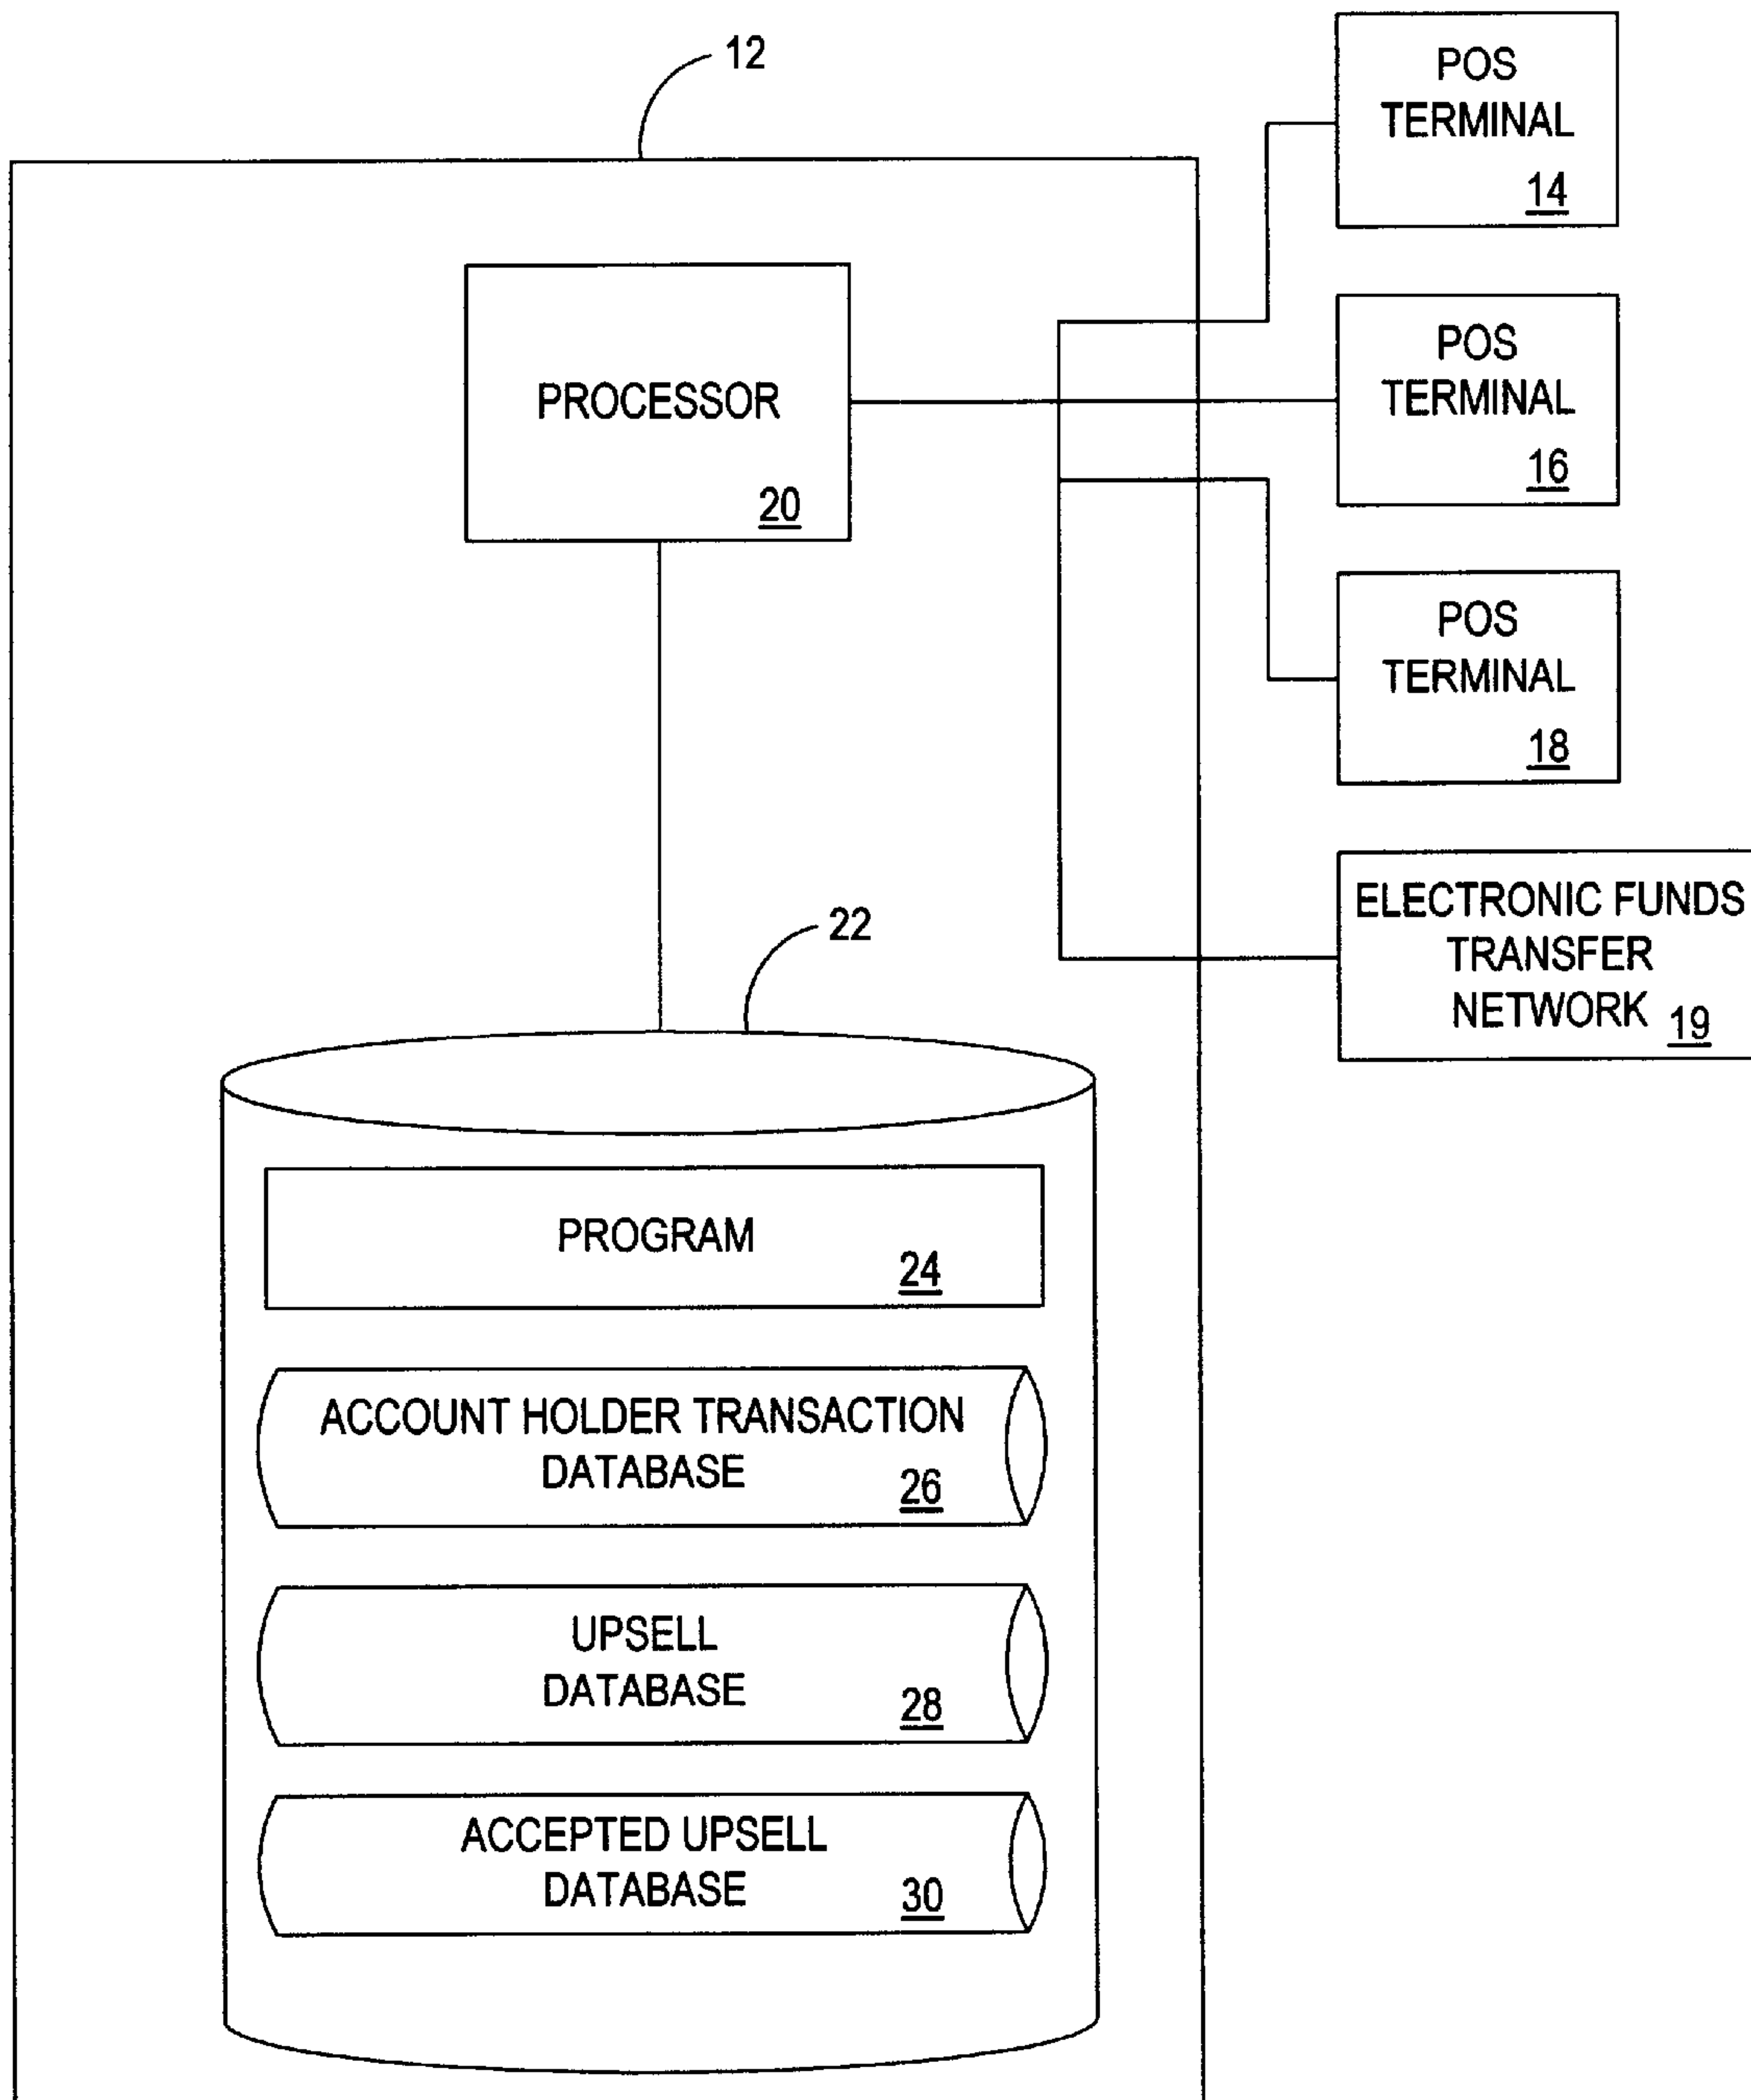 12
POS
TERMINAL
14
PROCESSOR
20
POS
TERMINAL
16
POS
TERMINAL
18
ELECTRONIC FUNDS
TRANSFER
NETWORK 19
22
PROGRAM
24
ACCOUNT HOLDER TRANSACTION
DATABASE 26
UPSELL
DATABASE 28
ACCEPTED UPSELL
DATABASE 30